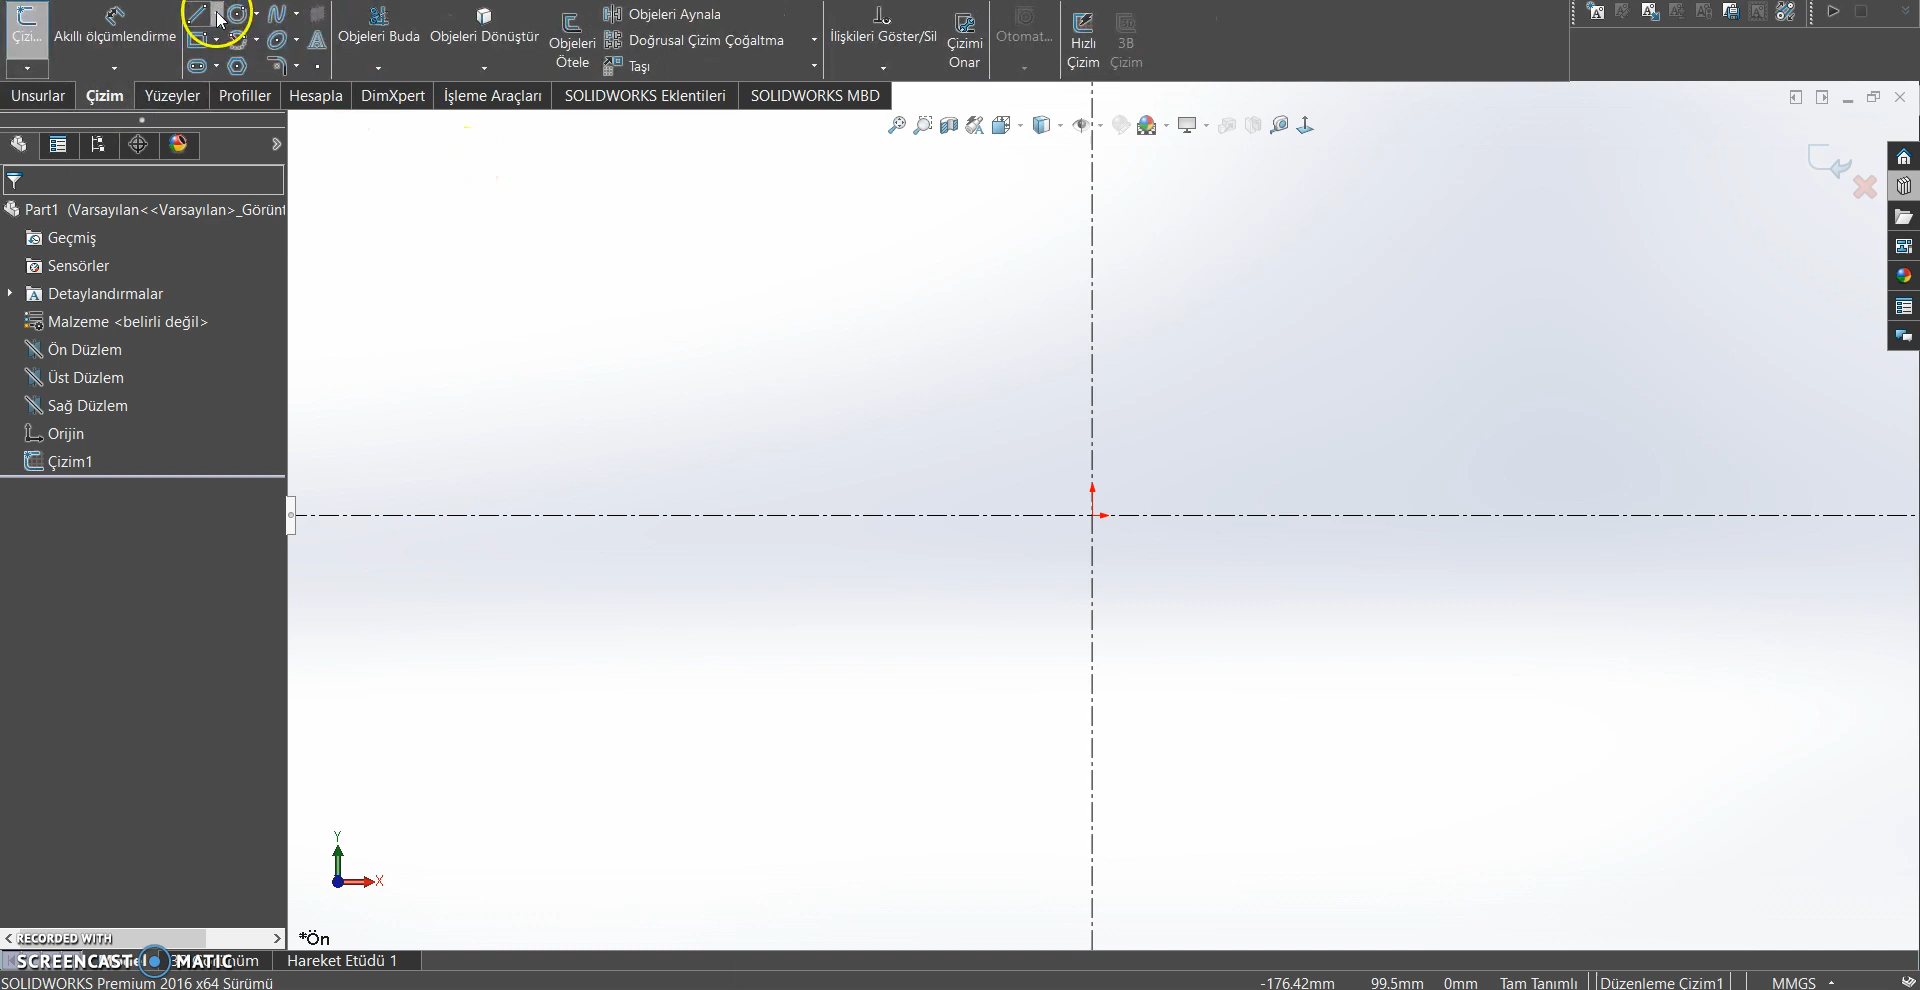 Çizi...
Akıllı ölçümlendirme
Objeleri Buda
Objeleri Dönüştür
Objeleri
Ötele
Objeleri Aynala
Doğrusal Çizim Çoğaltma
Taşı
İlişkileri Göster/Sil
Çizimi
Onar
Otomat...
Hızlı
Çizim
3B
Çizim
Unsurlar
Çizim
Yüzeyler
Profiller
Hesapla
DimXpert
İşleme Araçları
SOLIDWORKS Eklentileri
SOLIDWORKS MBD
Part1 (Varsayılan<<Varsayılan>_Görünt
Geçmiş
Sensörler
Detaylandırmalar
Malzeme <belirli değil>
Ön Düzlem
Üst Düzlem
Sağ Düzlem
Orijin
Çizim1
Y
X
*Ön
RECORDED WITH
SCREENCAST MATIC
Hareket Etüdü 1
SOLIDWORKS Premium 2016 x64 Sürümü
-176.42mm 99.5mm 0mm Tam Tanımlı Düzenleme Çizim1 MMGS